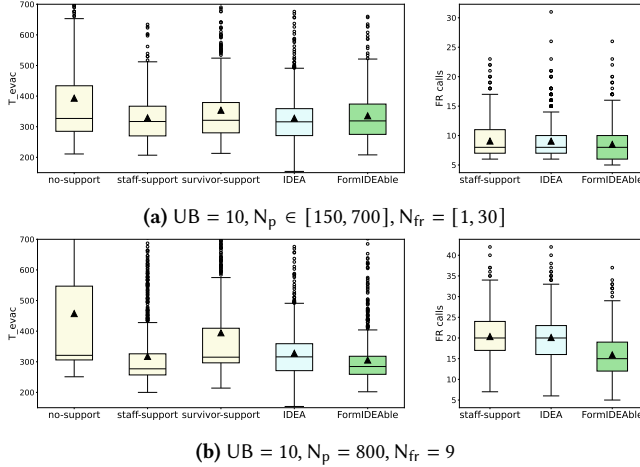 700
600
500
400
300
200
T_evac
no-support staff-support survivor-support IDEA FormIDEAble
30
25
20
15
10
5
FR calls
staff-support IDEA FormIDEAble
(a) UB = 10, Nₚ ∈ [150, 700], N_fr = [1, 30]
700
600
500
400
300
T_evac
no-support staff-support survivor-support IDEA FormIDEAble
40
35
30
25
20
15
10
5
FR calls
staff-support IDEA FormIDEAble
(b) UB = 10, Nₚ = 800, N_fr = 9